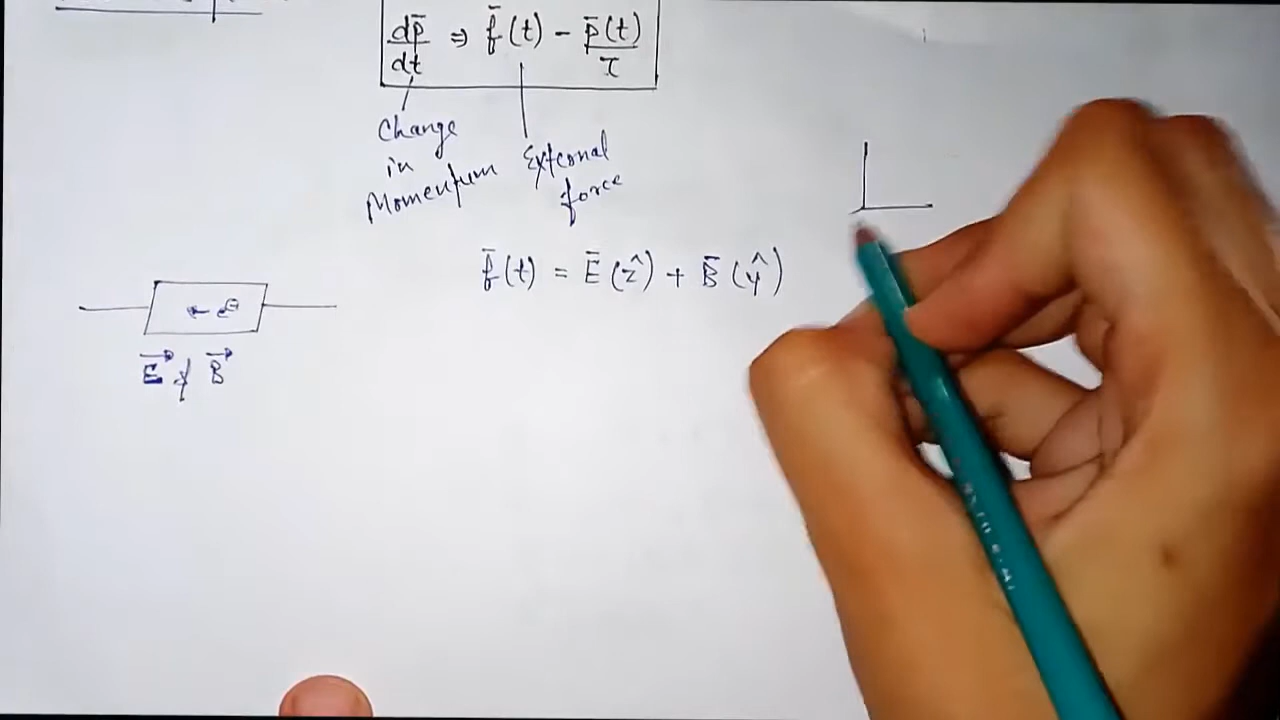 dp̄/dt ⇒ f̄(t) - p̄(t)/τ
Change
in
Momentum
External
force
f̄(t) = Ē(ẑ) + B̄(ŷ)
⊖
E⃗ & B⃗